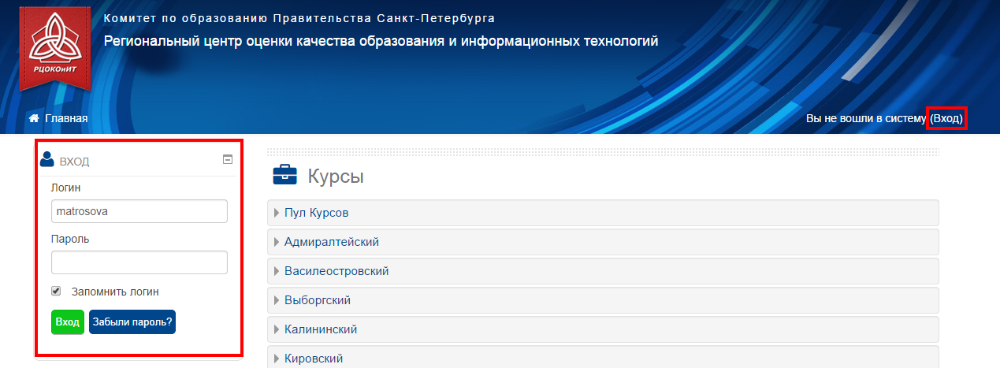 Комитет по образованию Правительства Санкт-Петербурга
Региональный центр оценки качества образования и информационных технологий
РЦОКОиИТ
Главная
Вы не вошли в систему (Вход)
ВХОД
Логин
matrosova
Пароль
Запомнить логин
Вход
Забыли пароль?
Курсы
Пул Курсов
Адмиралтейский
Василеостровский
Выборгский
Калининский
Кировский